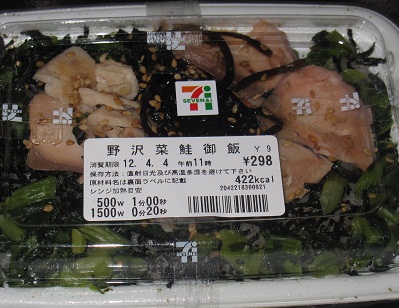 7
ELEVEN
SEVEN&i
野沢菜鮭御飯 Y9
消費期限 12. 4. 4 午前11時 ¥298
保存方法：直射日光及び高温多湿を避けて下さい
原材料名は裏面ラベルに記載 422kcal
レンジ加熱目安 2042218300921
500W 1分00秒
1500W 0分20秒